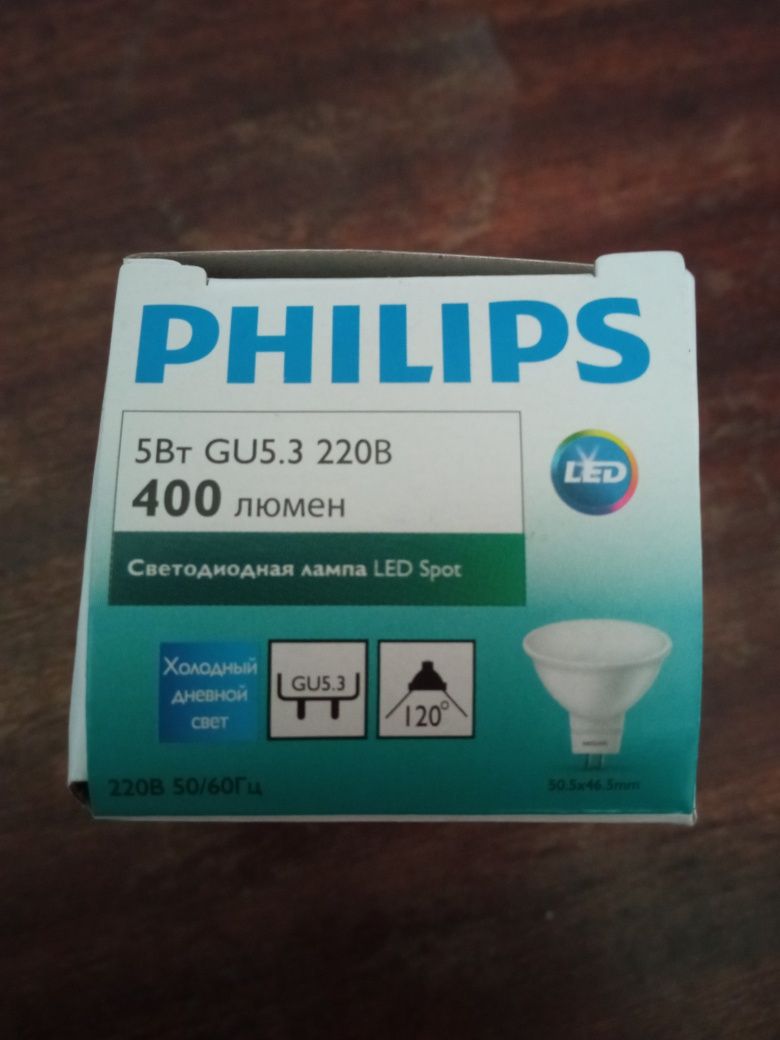 PHILIPS
5Вт GU5.3 220В
400 люмен
LED
Светодиодная лампа LED Spot
Холодный
дневной
свет
GU5.3
120°
220В 50/60Гц
50.5x46.5mm